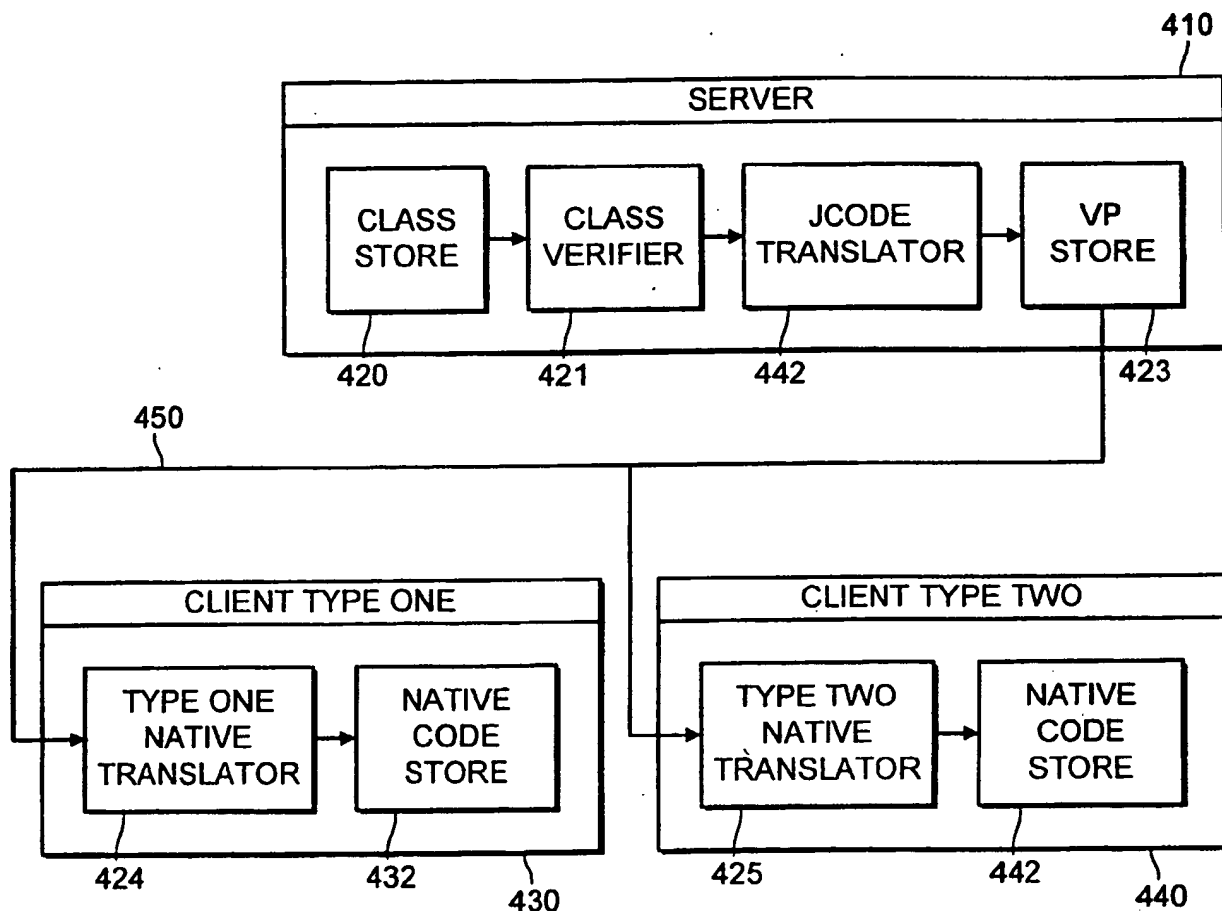 410
SERVER
CLASS
STORE
CLASS
VERIFIER
JCODE
TRANSLATOR
VP
STORE
420
421
442
423
450
CLIENT TYPE ONE
TYPE ONE
NATIVE
TRANSLATOR
NATIVE
CODE
STORE
424
432
430
CLIENT TYPE TWO
TYPE TWO
NATIVE
TRANSLATOR
NATIVE
CODE
STORE
425
442
440